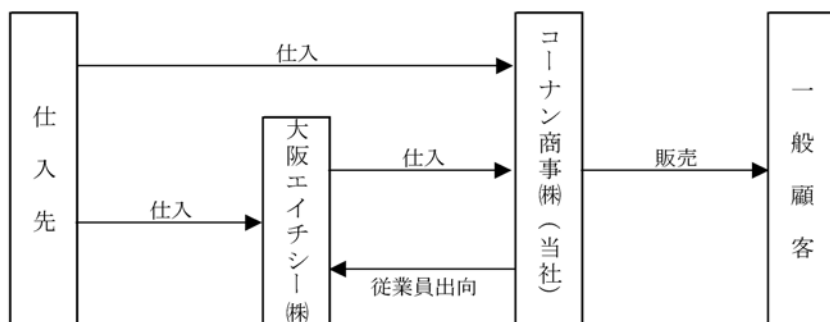 仕入先
仕入
仕入
大阪エイチシー㈱
仕入
従業員出向
コーナン商事㈱(当社)
販売
一般顧客